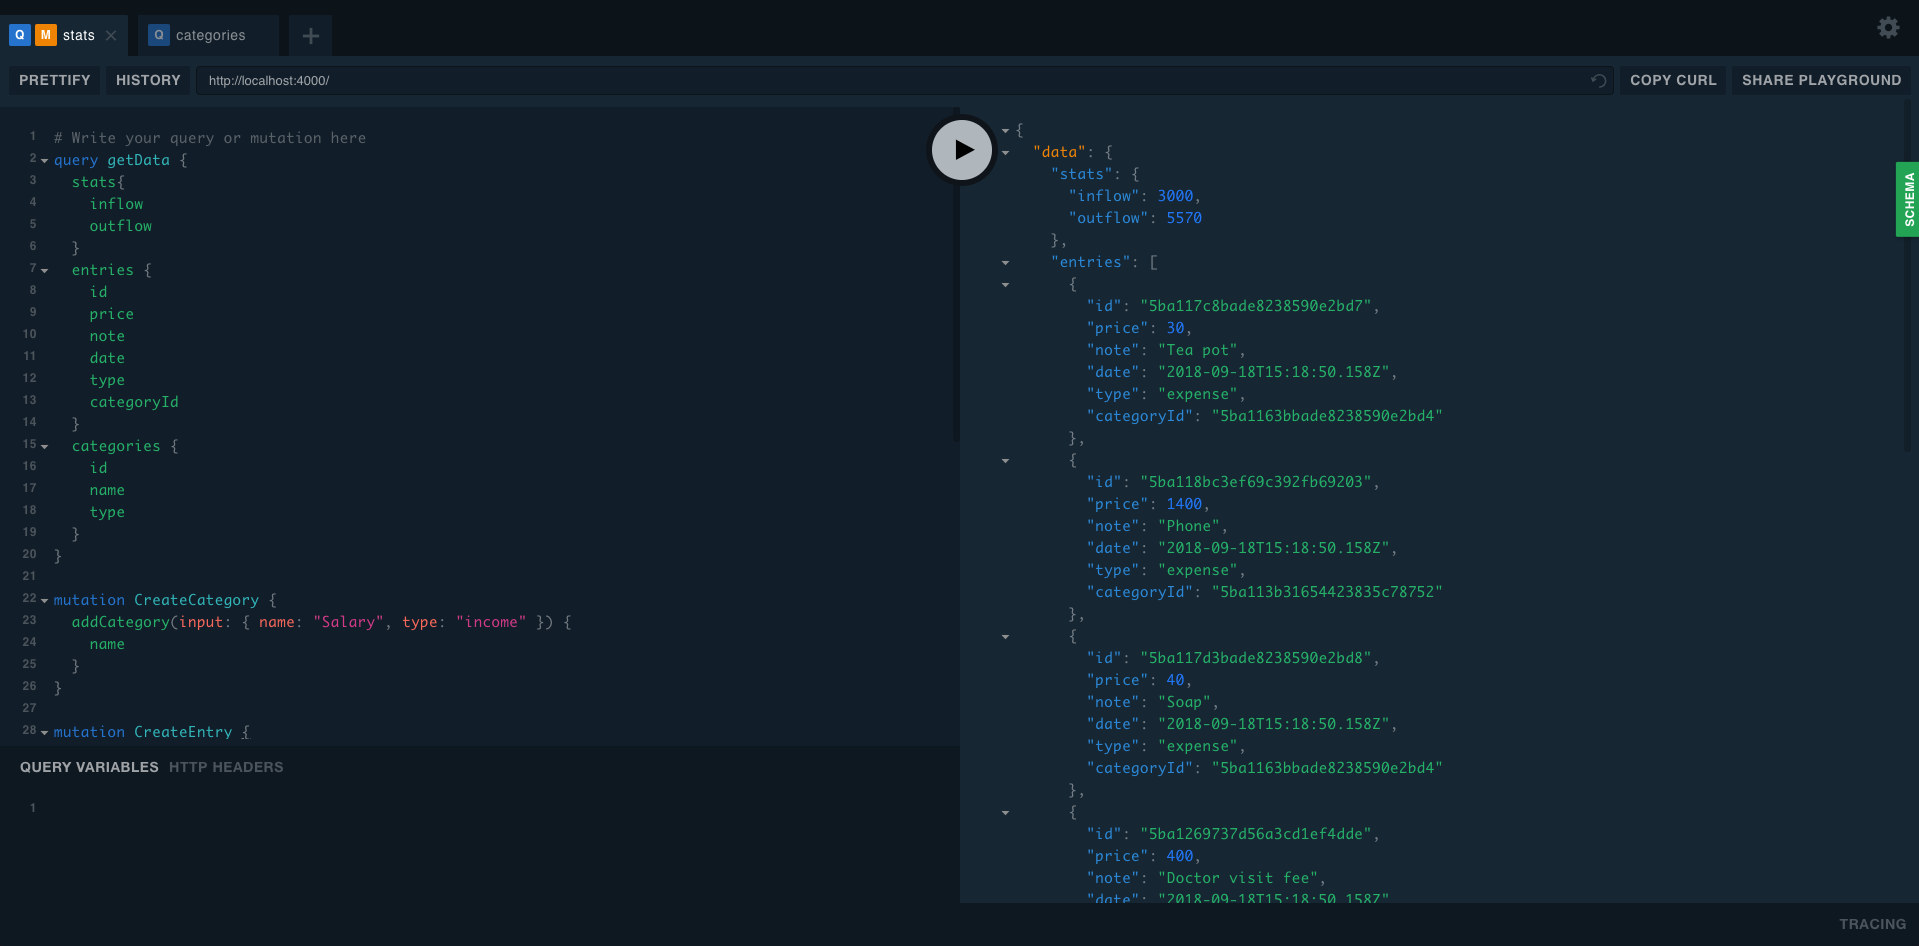 Q M stats × Q categories +
PRETTIFY HISTORY http://localhost:4000/ COPY CURL SHARE PLAYGROUND
1 # Write your query or mutation here
2 query getData {
3 stats{
4 inflow
5 outflow
6 }
7 entries {
8 id
9 price
10 note
11 date
12 type
13 categoryId
14 }
15 categories {
16 id
17 name
18 type
19 }
20 }
21
22 mutation CreateCategory {
23 addCategory(input: { name: "Salary", type: "income" }) {
24 name
25 }
26 }
27
28 mutation CreateEntry {
QUERY VARIABLES HTTP HEADERS
1
{
"data": {
"stats": {
"inflow": 3000,
"outflow": 5570
},
"entries": [
{
"id": "5ba117c8bade8238590e2bd7",
"price": 30,
"note": "Tea pot",
"date": "2018-09-18T15:18:50.158Z",
"type": "expense",
"categoryId": "5ba1163bbade8238590e2bd4"
},
{
"id": "5ba118bc3ef69c392fb69203",
"price": 1400,
"note": "Phone",
"date": "2018-09-18T15:18:50.158Z",
"type": "expense",
"categoryId": "5ba113b31654423835c78752"
},
{
"id": "5ba117d3bade8238590e2bd8",
"price": 40,
"note": "Soap",
"date": "2018-09-18T15:18:50.158Z",
"type": "expense",
"categoryId": "5ba1163bbade8238590e2bd4"
},
{
"id": "5ba1269737d56a3cd1ef4dde",
"price": 400,
"note": "Doctor visit fee",
"date": "2018-09-18T15:18:50.158Z"
SCHEMA
TRACING